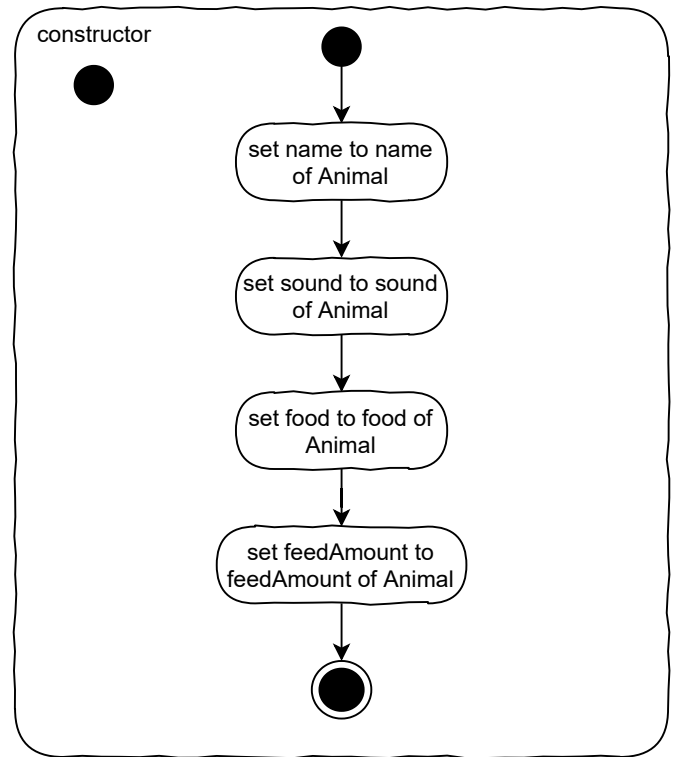 constructor
set name to name
of Animal
set sound to sound
of Animal
set food to food of
Animal
set feedAmount to
feedAmount of Animal